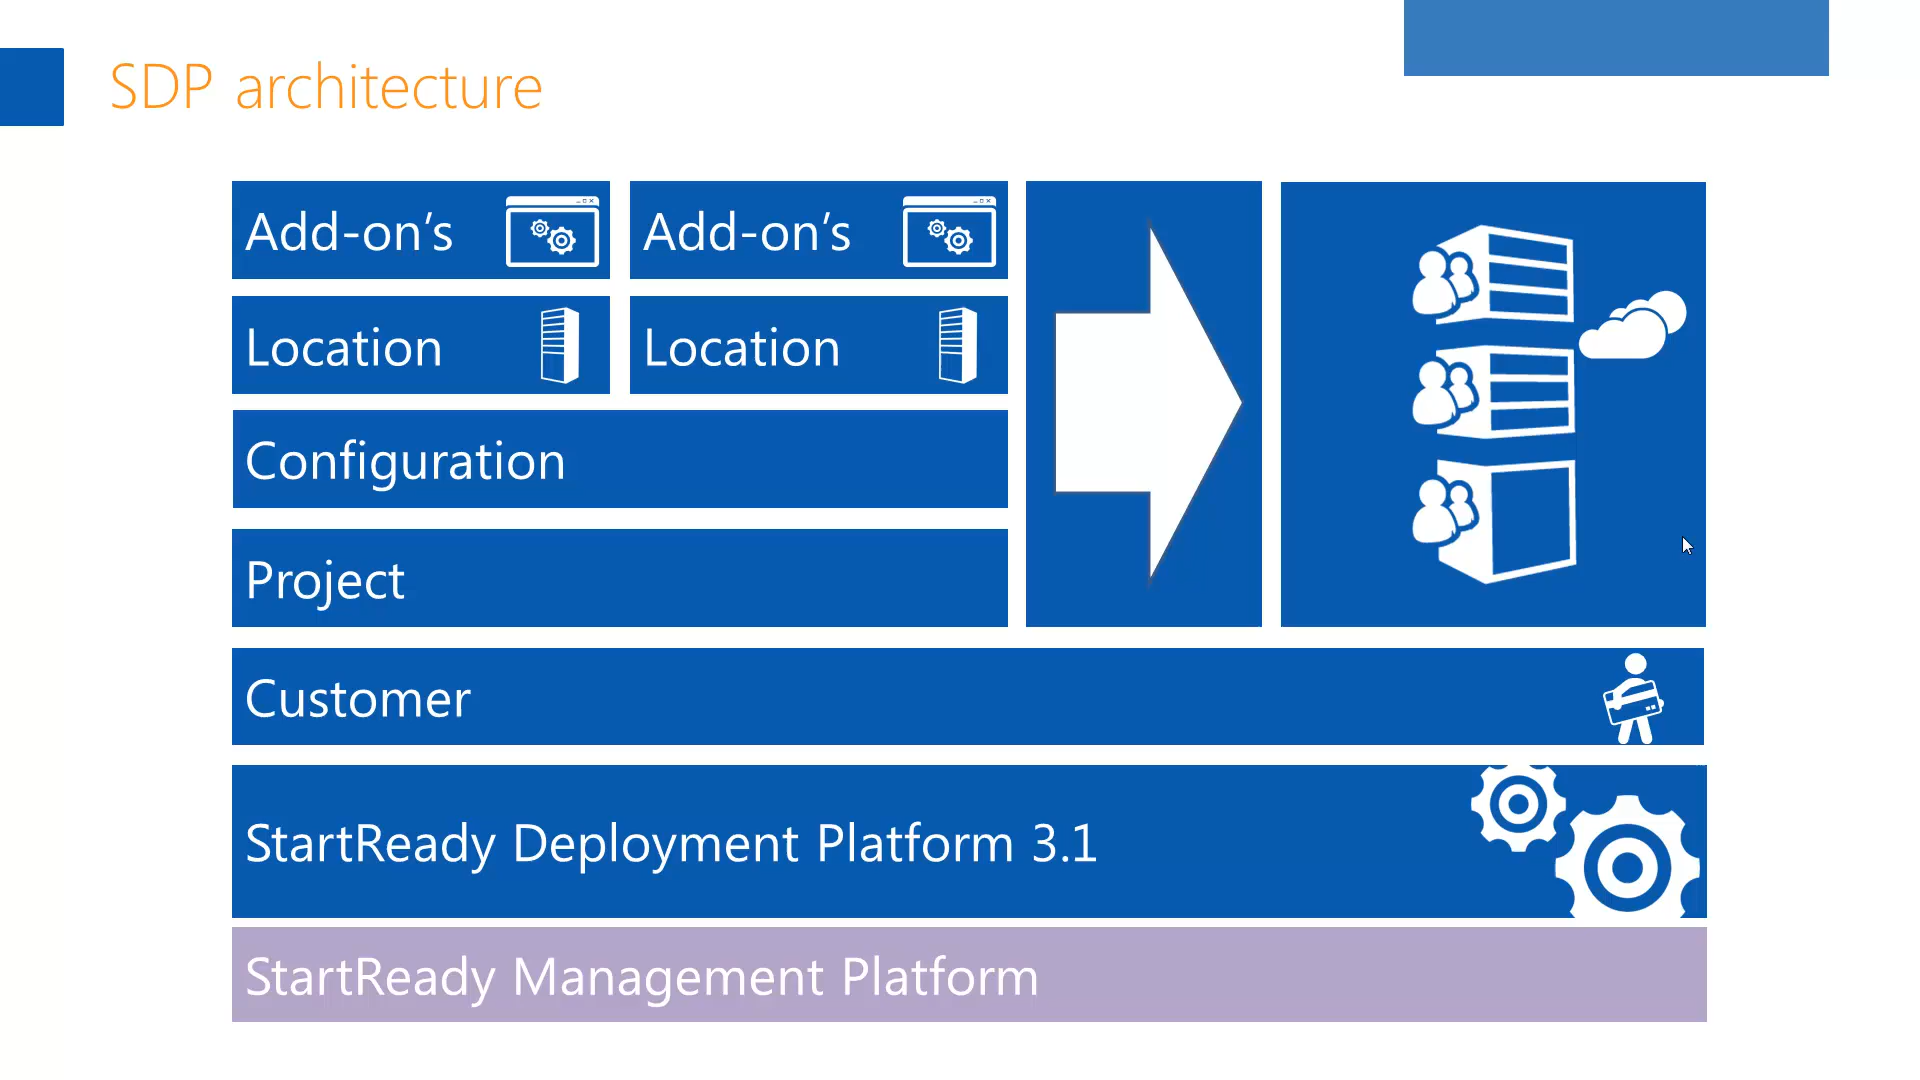 SDP architecture
Add-on’s
Add-on‘s
Location
Location
Configuration
Project
Customer
StartReady Deployment Platform 3.1
StartReady Management Platform